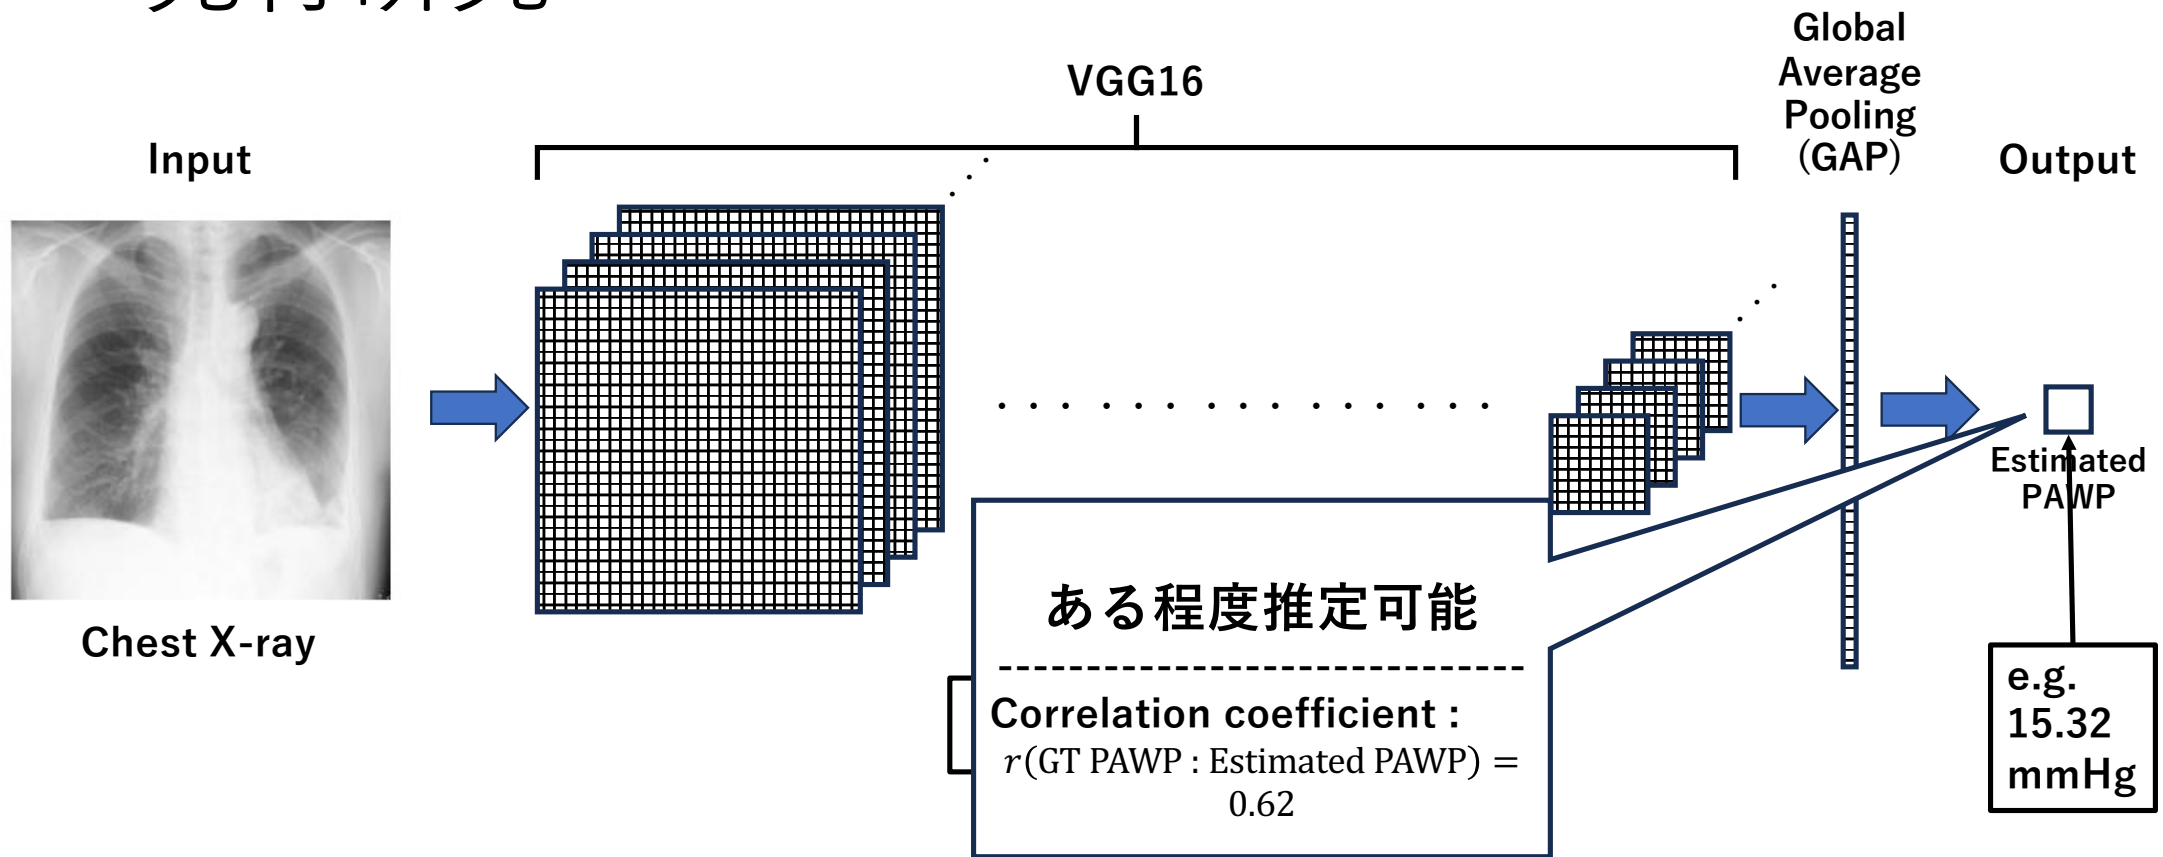 Input
Chest X-ray
VGG16
Global
Average
Pooling
(GAP)
Output
Estimated
PAWP
e.g.
15.32
mmHg
ある程度推定可能
Correlation coefficient :
r(GT PAWP : Estimated PAWP) =
0.62